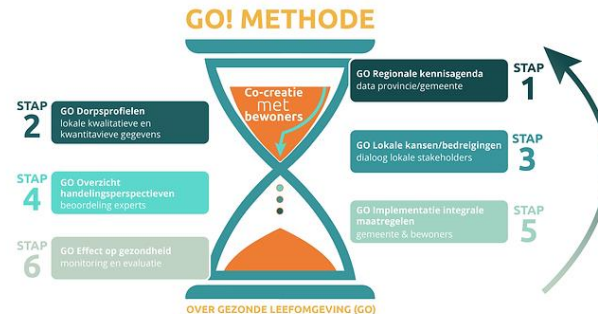 GO! METHODE
Co-creatie
met
bewoners
STAP
1
GO Regionale kennisagenda
data provincie/gemeente
STAP
2
GO Dorpsprofielen
lokale kwalitatieve en
kwantitavieve gegevens
STAP
3
GO Lokale kansen/bedreigingen
dialoog lokale stakeholders
STAP
4
GO Overzicht
handelingsperspectieven
beoordeling experts
STAP
5
GO Implementatie integrale
maatregelen
gemeente & bewoners
STAP
6
GO Effect op gezondheid
monitoring en evaluatie
OVER GEZONDE LEEFOMGEVING (GO)